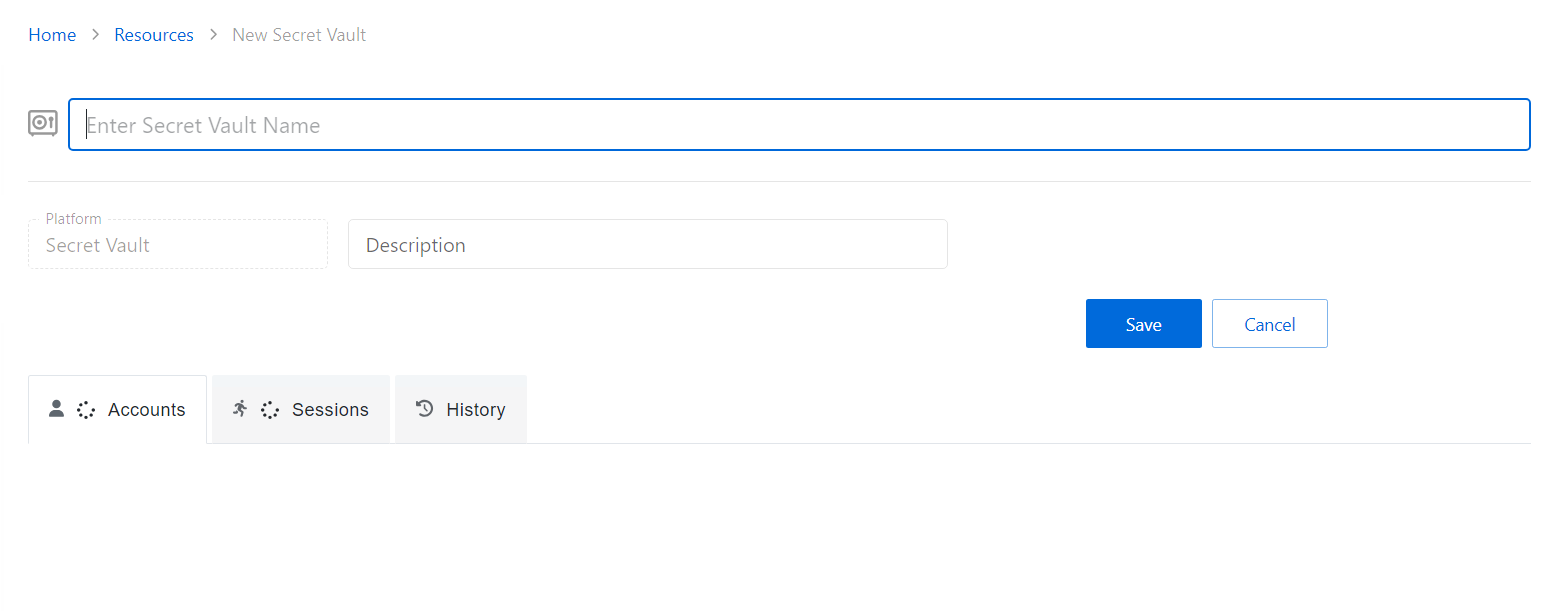 Home > Resources > New Secret Vault
Enter Secret Vault Name
Platform
Secret Vault Description
Save Cancel
Accounts Sessions History